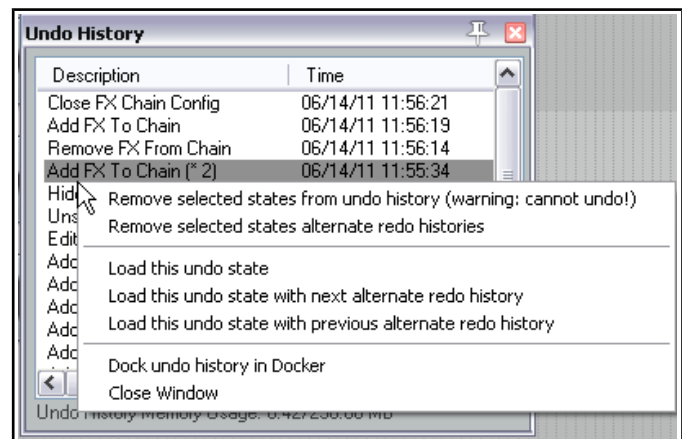 Undo History
Description Time
Close FX Chain Config 06/14/11 11:56:21
Add FX To Chain 06/14/11 11:56:19
Remove FX From Chain 06/14/11 11:56:14
Add FX To Chain (* 2) 06/14/11 11:55:34
Remove selected states from undo history (warning: cannot undo!)
Remove selected states alternate redo histories
Load this undo state
Load this undo state with next alternate redo history
Load this undo state with previous alternate redo history
Dock undo history in Docker
Close Window